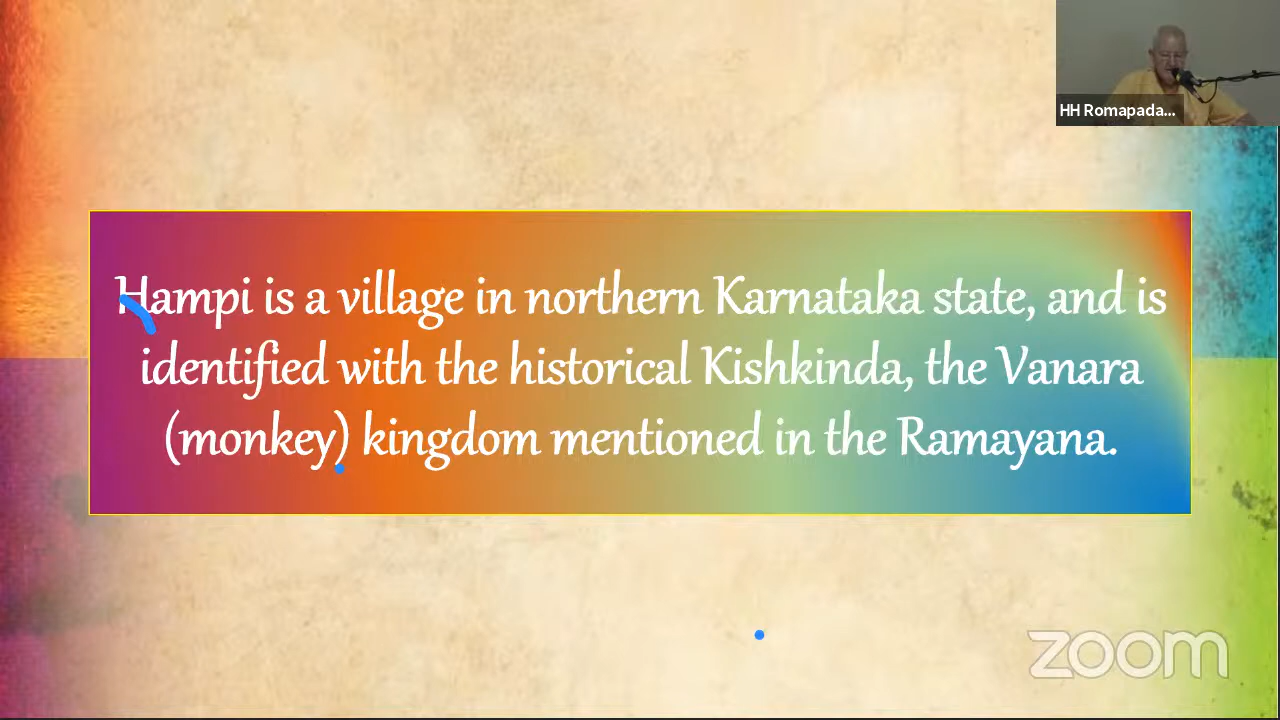 HH Romapada...
Hampi is a village in northern Karnataka state, and is
identified with the historical Kishkinda, the Vanara
(monkey) kingdom mentioned in the Ramayana.
zoom